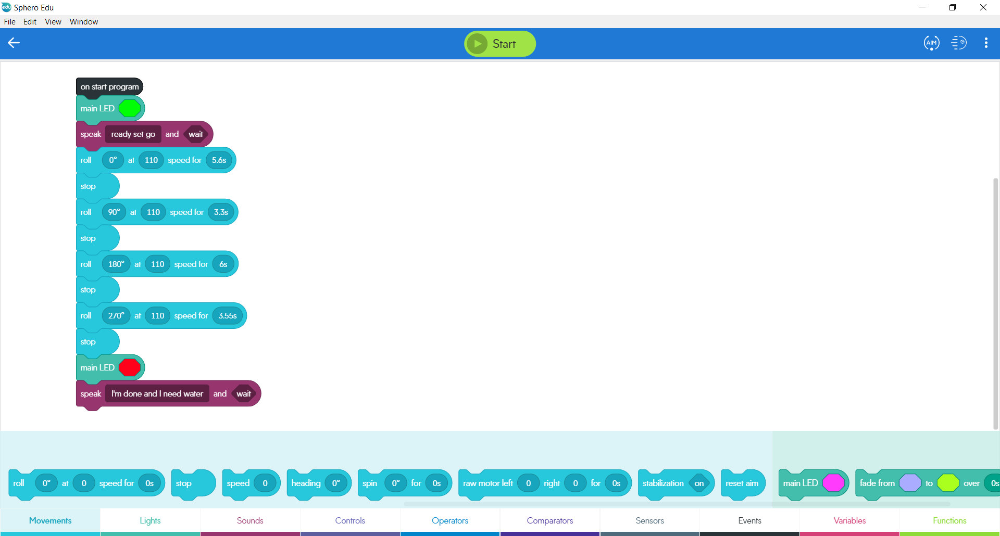 edu Sphero Edu
File Edit View Window
Start AIM
on start program
main LED
speak ready set go and wait
roll 0° at 110 speed for 5.6s
stop
roll 90° at 110 speed for 3.3s
stop
roll 180° at 110 speed for 6s
stop
roll 270° at 110 speed for 3.55s
stop
main LED
speak I'm done and I need water and wait
roll 0° at 0 speed for 0s stop speed 0 heading 0° spin 0° for 0s raw motor left 0 right 0 for 0s stabilization on reset aim main LED fade from to over 0s
Movements Lights Sounds Controls Operators Comparators Sensors Events Variables Functions